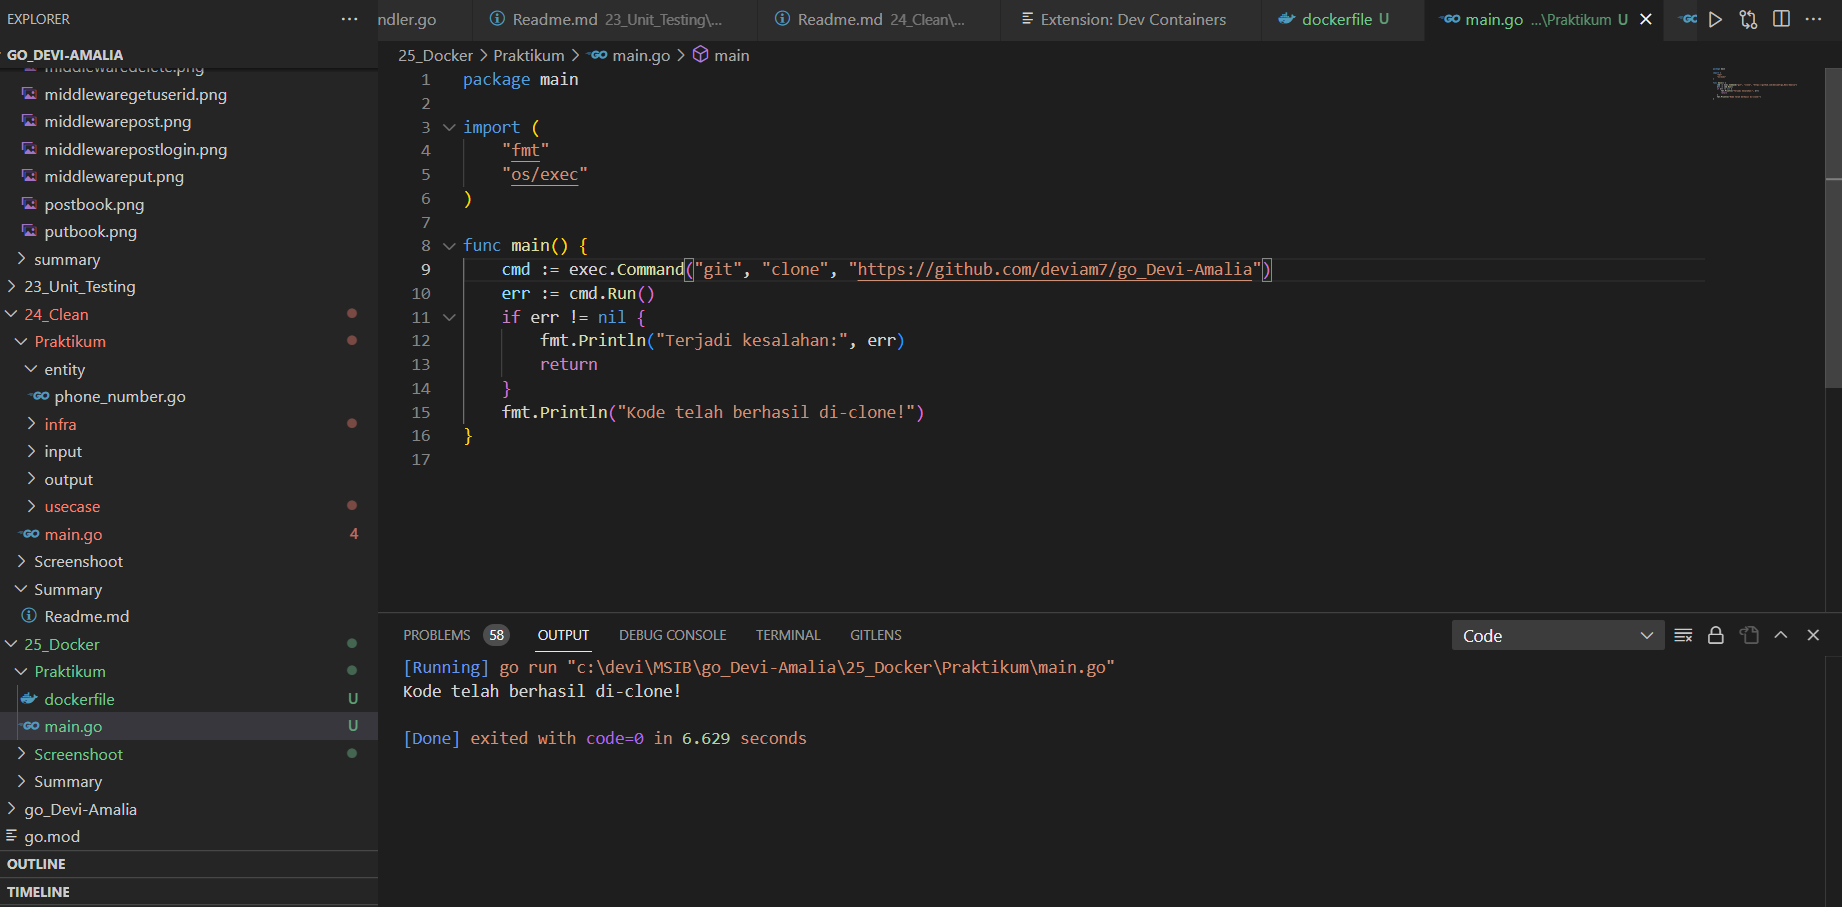 EXPLORER
GO_DEVI-AMALIA
middlewaredelete.png
middlewaregetuserid.png
middlewarepost.png
middlewarepostlogin.png
middlewareput.png
postbook.png
putbook.png
summary
23_Unit_Testing
24_Clean
Praktikum
entity
phone_number.go
infra
input
output
usecase
main.go 4
Screenshoot
Summary
Readme.md
25_Docker
Praktikum
dockerfile U
main.go U
Screenshoot
Summary
go_Devi-Amalia
go.mod
OUTLINE
TIMELINE
ndler.go Readme.md 23_Unit_Testing\... Readme.md 24_Clean\... Extension: Dev Containers dockerfile U main.go ...\Praktikum U
25_Docker > Praktikum > main.go > main
1 package main
2
3 import (
4 "fmt"
5 "os/exec"
6 )
7
8 func main() {
9 cmd := exec.Command("git", "clone", "https://github.com/deviam7/go_Devi-Amalia")
10 err := cmd.Run()
11 if err != nil {
12 fmt.Println("Terjadi kesalahan:", err)
13 return
14 }
15 fmt.Println("Kode telah berhasil di-clone!")
16 }
17
PROBLEMS 58 OUTPUT DEBUG CONSOLE TERMINAL GITLENS Code
[Running] go run "c:\devi\MSIB\go_Devi-Amalia\25_Docker\Praktikum\main.go"
Kode telah berhasil di-clone!
[Done] exited with code=0 in 6.629 seconds